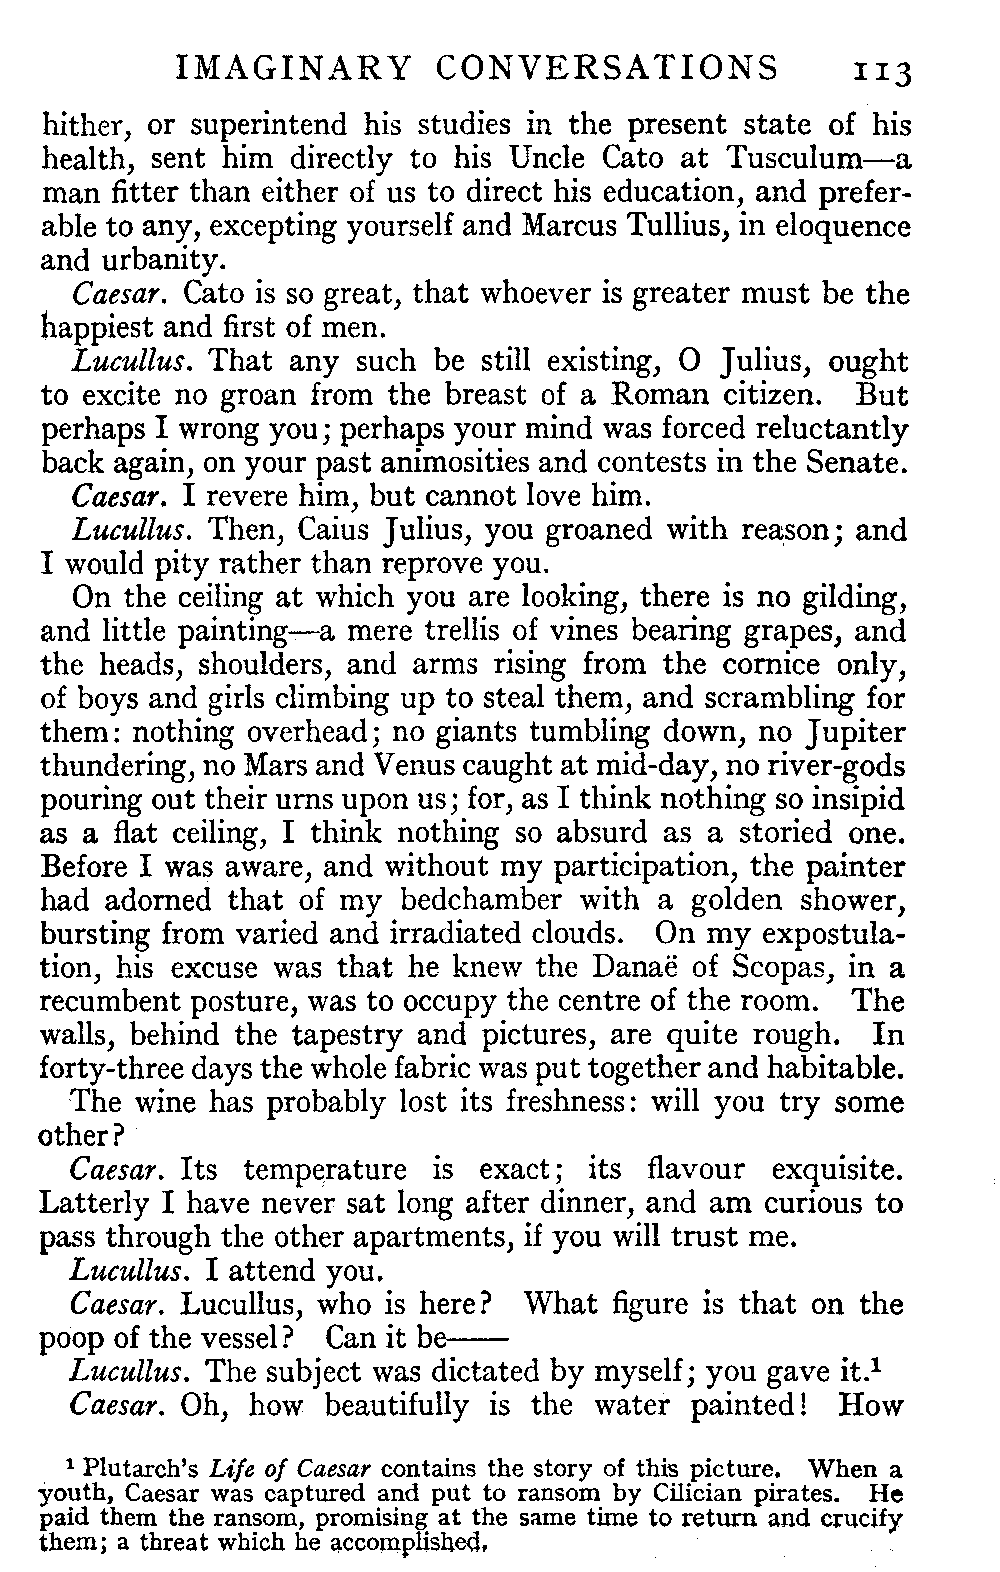 IMAGINARY CONVERSATIONS 113
hither, or superintend his studies in the present state of his
health, sent him directly to his Uncle Cato at Tusculum—a
man fitter than either of us to direct his education, and prefer-
able to any, excepting yourself and Marcus Tullius, in eloquence
and urbanity.
Caesar. Cato is so great, that whoever is greater must be the
happiest and first of men.
Lucullus. That any such be still existing, O Julius, ought
to excite no groan from the breast of a Roman citizen. But
perhaps I wrong you; perhaps your mind was forced reluctantly
back again, on your past animosities and contests in the Senate.
Caesar. I revere him, but cannot love him.
Lucullus. Then, Caius Julius, you groaned with reason; and
I would pity rather than reprove you.
On the ceiling at which you are looking, there is no gilding,
and little painting—a mere trellis of vines bearing grapes, and
the heads, shoulders, and arms rising from the cornice only,
of boys and girls climbing up to steal them, and scrambling for
them: nothing overhead; no giants tumbling down, no Jupiter
thundering, no Mars and Venus caught at mid-day, no river-gods
pouring out their urns upon us; for, as I think nothing so insipid
as a flat ceiling, I think nothing so absurd as a storied one.
Before I was aware, and without my participation, the painter
had adorned that of my bedchamber with a golden shower,
bursting from varied and irradiated clouds. On my expostula-
tion, his excuse was that he knew the Danaë of Scopas, in a
recumbent posture, was to occupy the centre of the room. The
walls, behind the tapestry and pictures, are quite rough. In
forty-three days the whole fabric was put together and habitable.
The wine has probably lost its freshness: will you try some
other?
Caesar. Its temperature is exact; its flavour exquisite.
Latterly I have never sat long after dinner, and am curious to
pass through the other apartments, if you will trust me.
Lucullus. I attend you.
Caesar. Lucullus, who is here? What figure is that on the
poop of the vessel? Can it be——
Lucullus. The subject was dictated by myself; you gave it.¹
Caesar. Oh, how beautifully is the water painted! How
¹ Plutarch's Life of Caesar contains the story of this picture. When a
youth, Caesar was captured and put to ransom by Cilician pirates. He
paid them the ransom, promising at the same time to return and crucify
them; a threat which he accomplished.